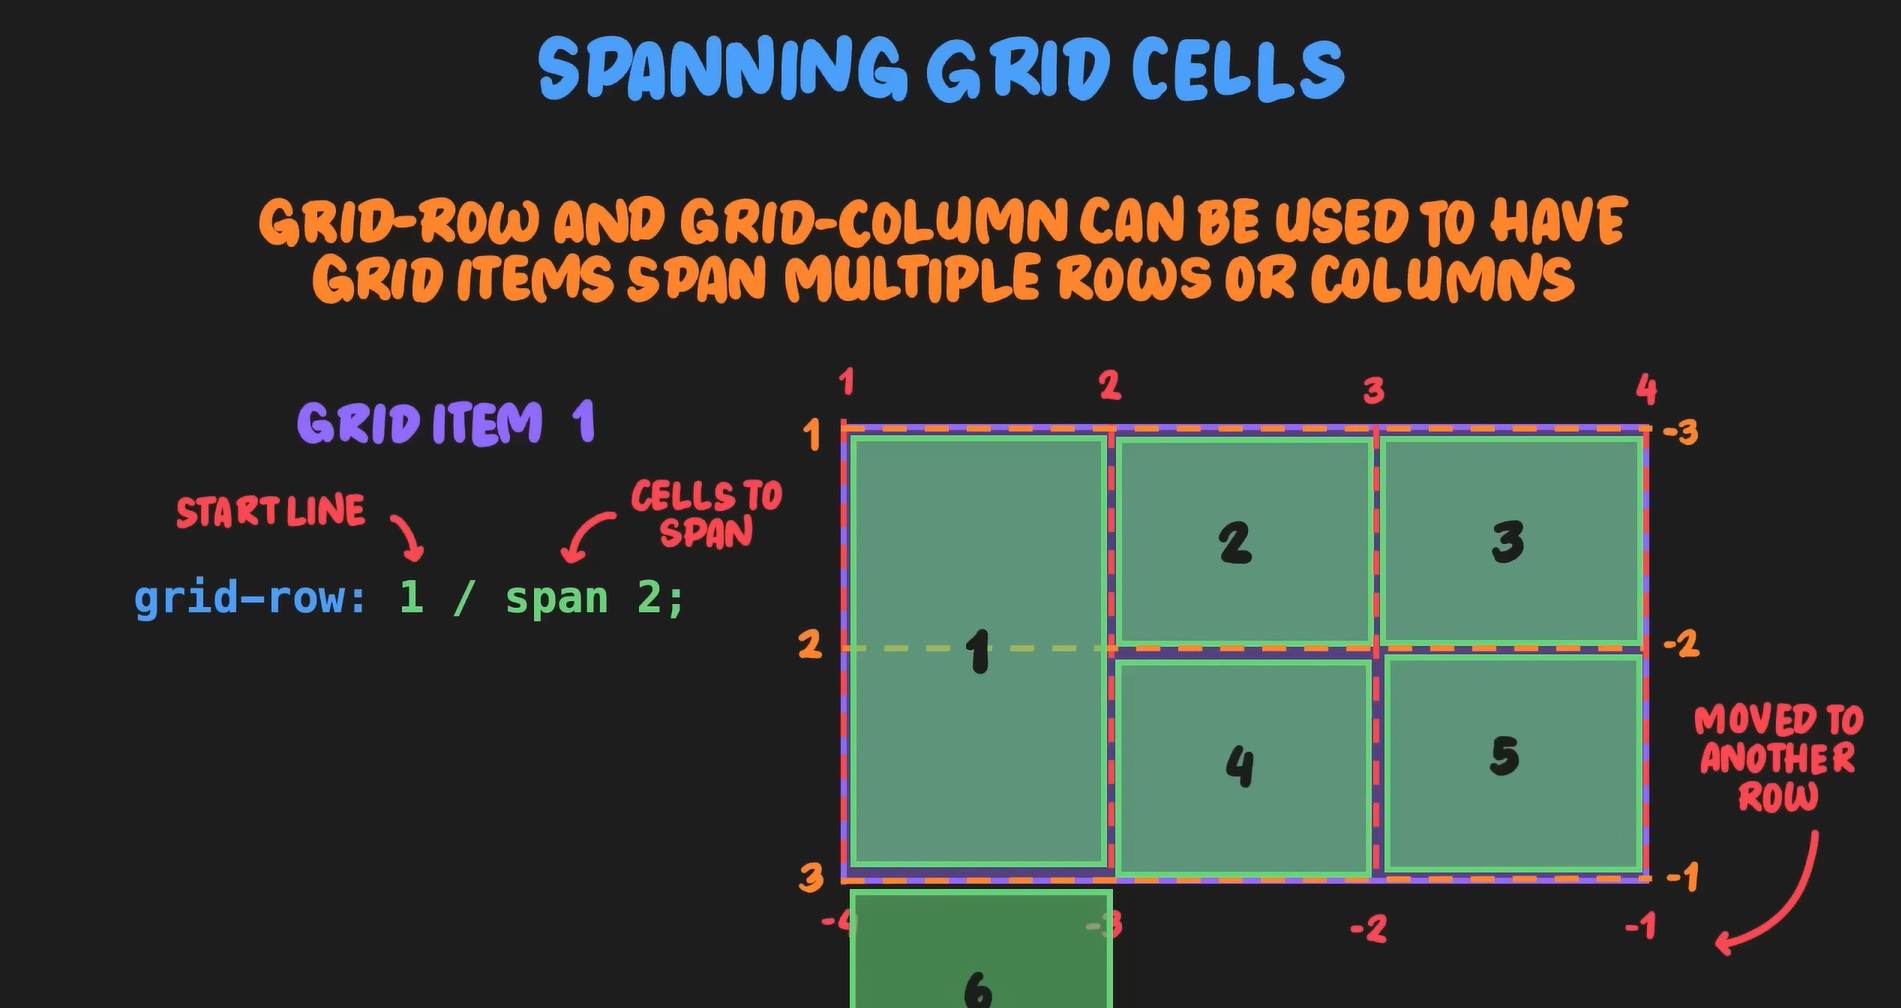 SPANNING GRID CELLS
GRID-ROW AND GRID-COLUMN CAN BE USED TO HAVE
GRID ITEMS SPAN MULTIPLE ROWS OR COLUMNS
GRID ITEM 1
START LINE
CELLS TO
SPAN
grid-row: 1 / span 2;
1 2 3 4
1 -3
2 3
2 1 -2
4 5
MOVED TO
ANOTHER
ROW
3 -1
-4 -3 -2 -1
6